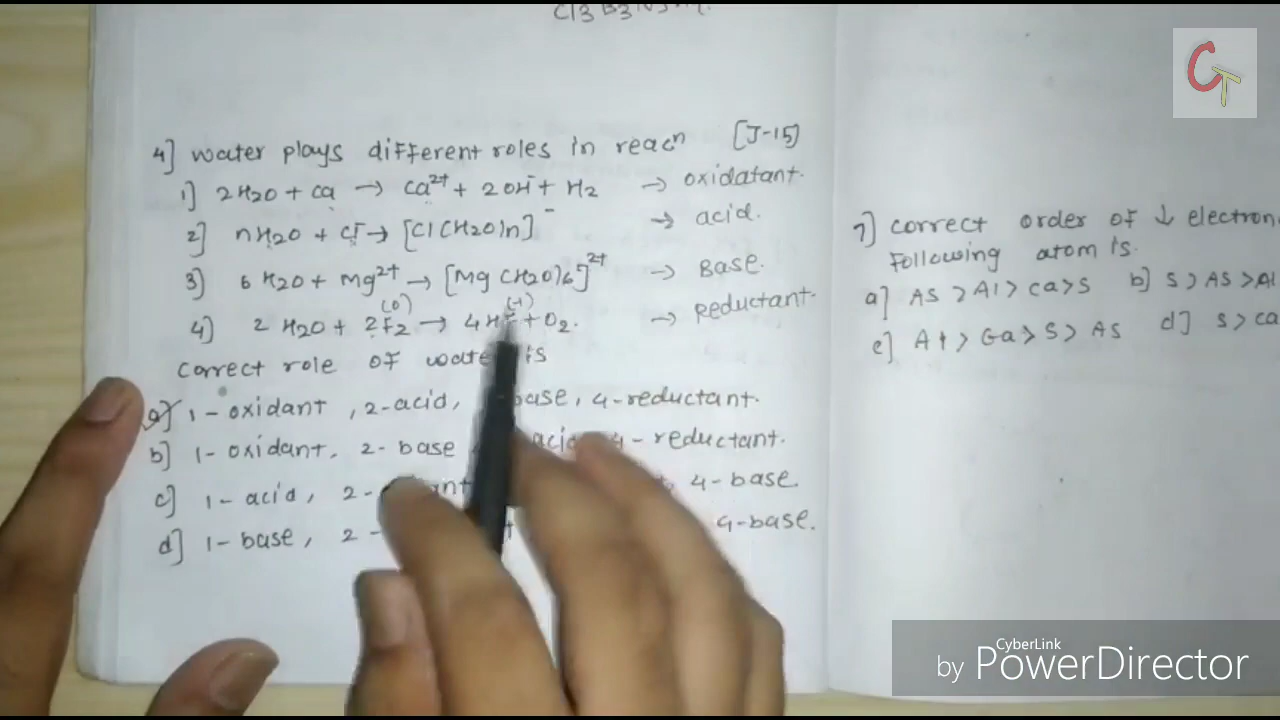 4] water plays different roles in reacn [J-15]
1] 2H2O + ca → ca2+ + 2OH- + H2 → oxidatant.
2] nH2O + Cl- → [Cl(H2O)n]- → acid.
3] 6H2O + Mg2+ → [Mg(H2O)6]2+ → Base.
(0) (-1)
4] 2H2O + 2F2 → 4HF + O2. → reductant.
correct role of is
a] 1-oxidant, 2-acid, base, 4-reductant.
b] 1-oxidant, 2-base 4-reductant.
c] 1-acid, 2- , 4-base.
d] 1-base, 2- 4-base.
7] correct order of ↓
following atom is.
a] As > Al > Ca > S b] S > As > Al
c] Al > Ga > S > As d] S > Ca
CT
CyberLink
by PowerDirector